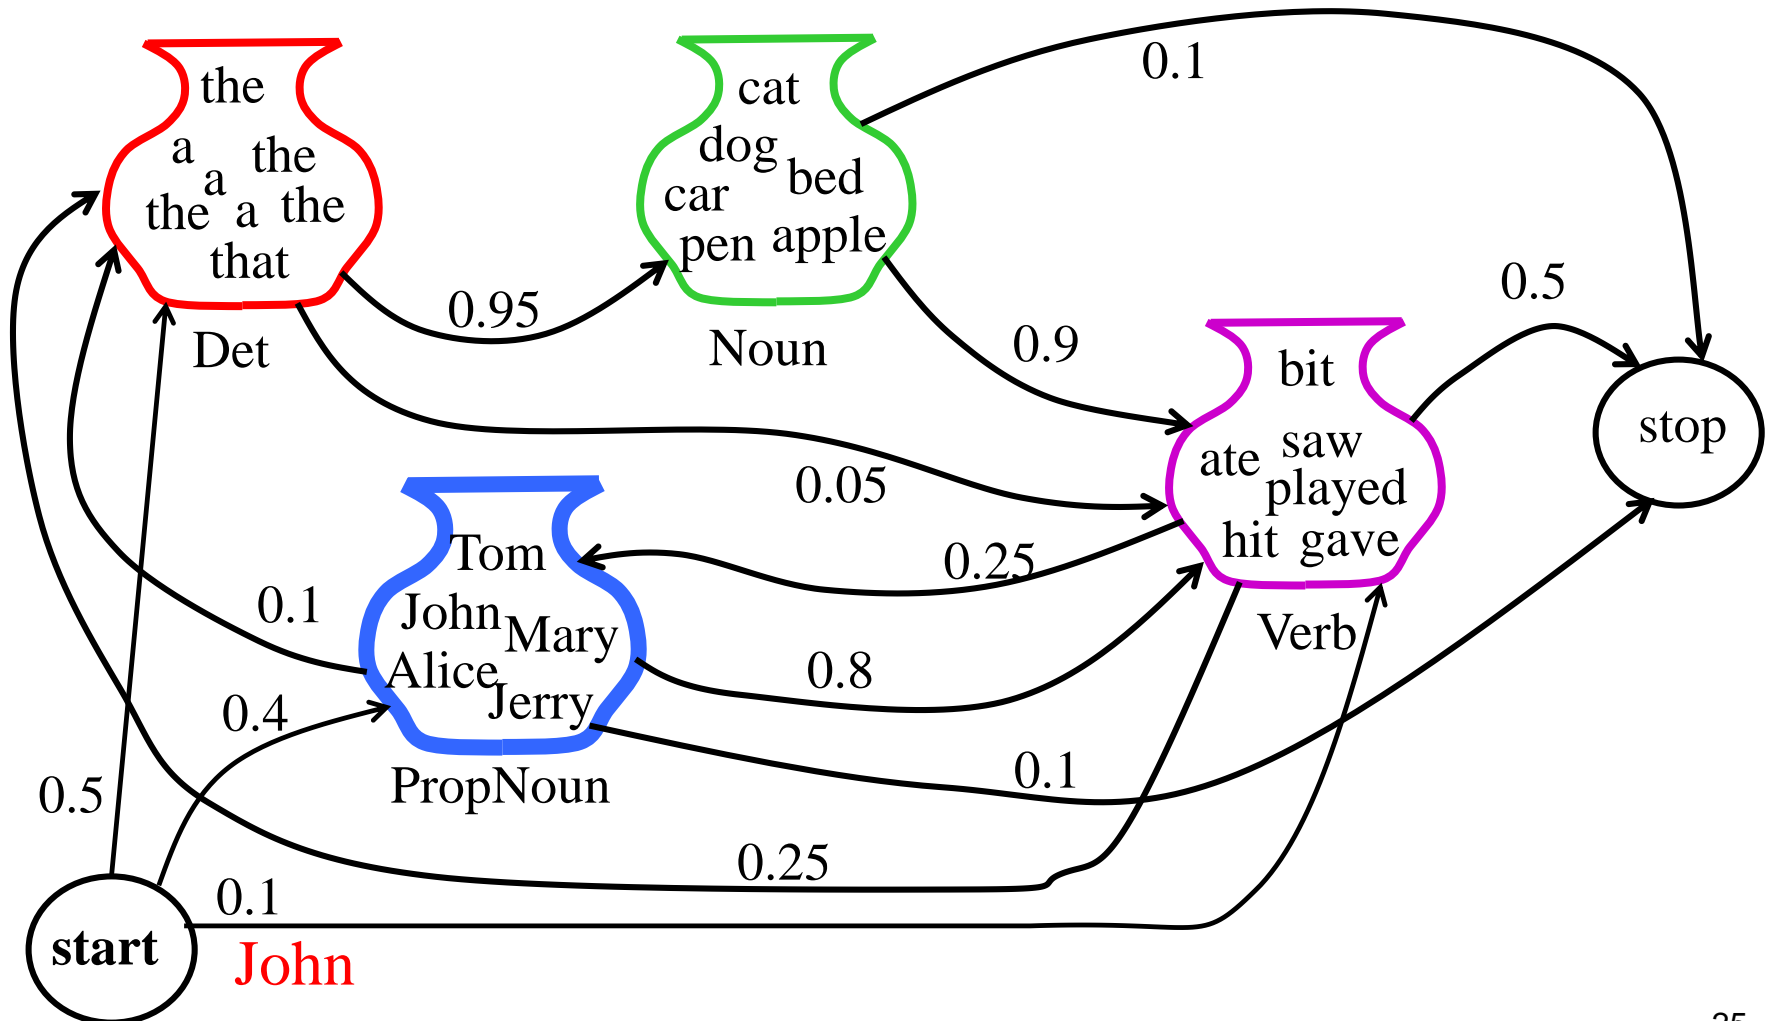 the
a
the
a
the
a
the
that
Det
cat
dog
bed
car
pen
apple
Noun
0.1
0.95
0.9
0.5
bit
saw
ate
played
hit
gave
Verb
stop
0.05
0.25
Tom
John
Mary
Alice
Jerry
PropNoun
0.1
0.8
0.4
0.1
0.5
0.25
0.1
start
John